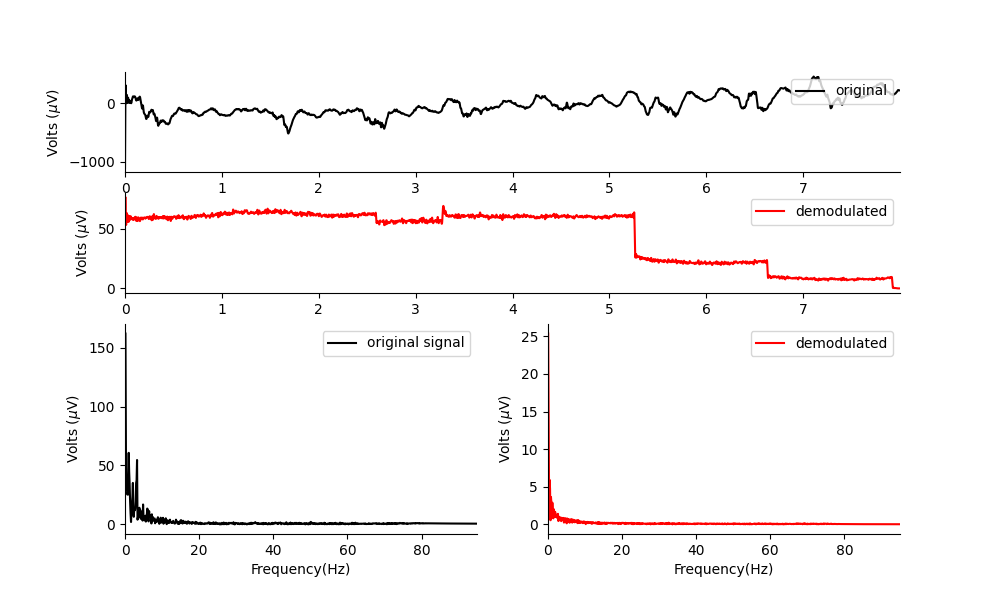 original
Volts (μV)
0
−1000
0 1 2 3 4 5 6 7
demodulated
Volts (μV)
50
0
0 1 2 3 4 5 6 7
original signal
Volts (μV)
150
100
50
0
0 20 40 60 80
Frequency(Hz)
demodulated
Volts (μV)
25
20
15
10
5
0
0 20 40 60 80
Frequency(Hz)